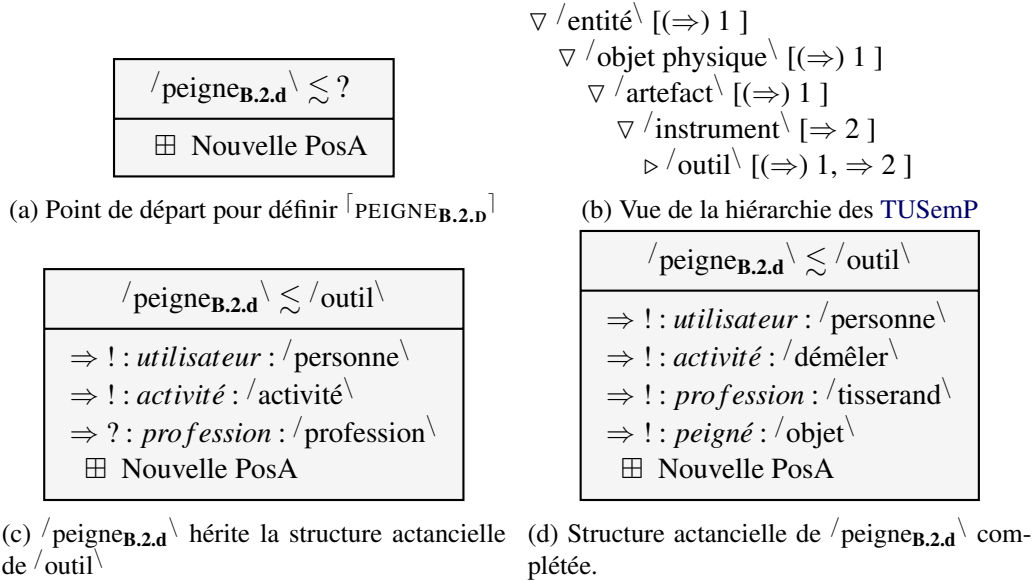 /peigne_B.2.d\ ≲ ?
⊞ Nouvelle PosA
(a) Point de départ pour définir ⌈PEIGNE_B.2.D⌉
▽ /entité\ [(⇒) 1 ]
▽ /objet physique\ [(⇒) 1 ]
▽ /artefact\ [(⇒) 1 ]
▽ /instrument\ [⇒ 2 ]
▷ /outil\ [(⇒) 1, ⇒ 2 ]
(b) Vue de la hiérarchie des TUSemP
/peigne_B.2.d\ ≲ /outil\
⇒ ! : utilisateur : /personne\
⇒ ! : activité : /activité\
⇒ ? : profession : /profession\
⊞ Nouvelle PosA
(c) /peigne_B.2.d\ hérite la structure actancielle
de /outil\
/peigne_B.2.d\ ≲ /outil\
⇒ ! : utilisateur : /personne\
⇒ ! : activité : /démêler\
⇒ ! : profession : /tisserand\
⇒ ! : peigné : /objet\
⊞ Nouvelle PosA
(d) Structure actancielle de /peigne_B.2.d\ com-
plétée.